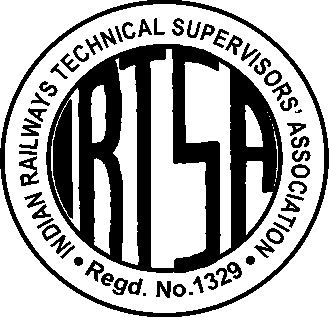 INDIAN RAILWAYS TECHNICAL SUPERVISORS' ASSOCIATION
IRTSA
• Regd. No.1329 •